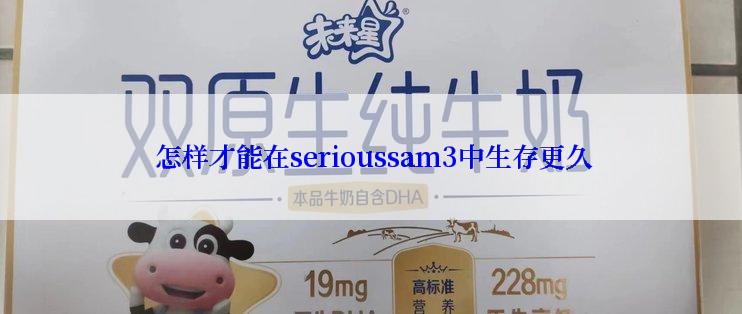 未来星
双原生纯牛奶
怎样才能在serioussam3中生存更久
·本品牛奶自含DHA·
19mg
高标准
228mg
营 养